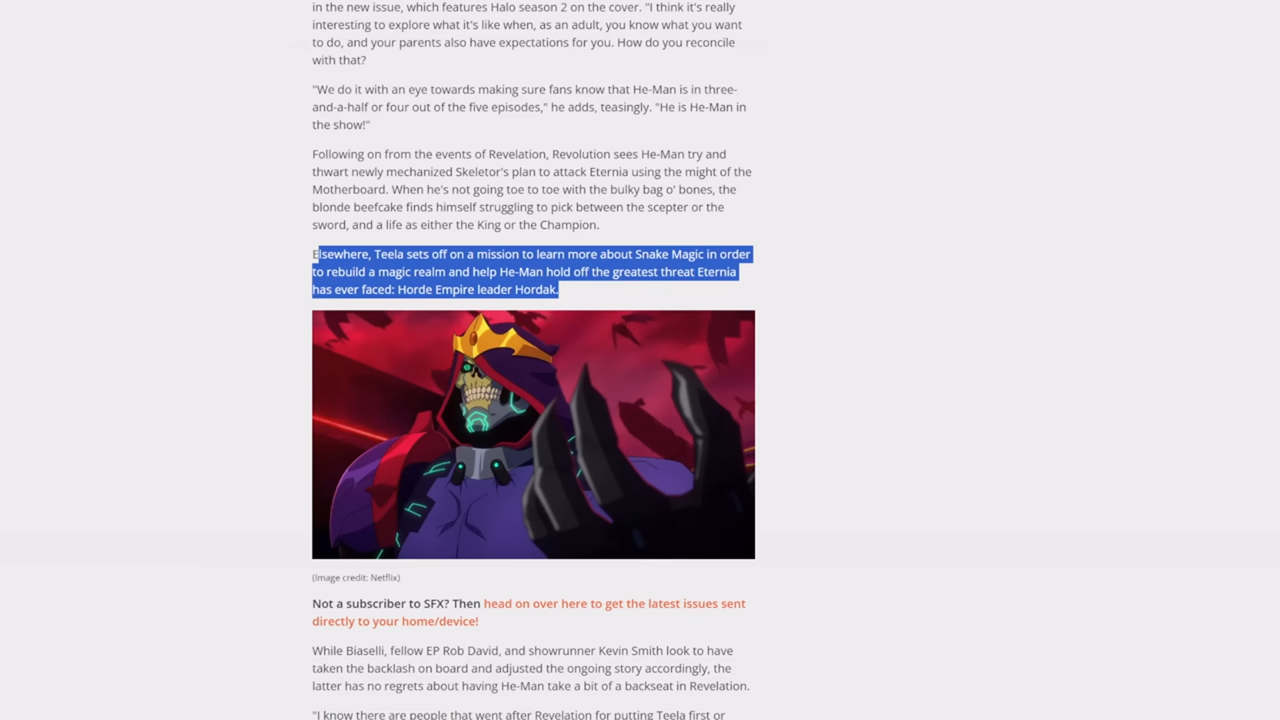 in the new issue, which features Halo season 2 on the cover. "I think it's really
interesting to explore what it's like when, as an adult, you know what you want
to do, and your parents also have expectations for you. How do you reconcile
with that?
"We do it with an eye towards making sure fans know that He-Man is in three-
and-a-half or four out of the five episodes," he adds, teasingly. "He is He-Man in
the show!"
Following on from the events of Revelation, Revolution sees He-Man try and
thwart newly mechanized Skeletor's plan to attack Eternia using the might of the
Motherboard. When he's not going toe to toe with the bulky bag o' bones, the
blonde beefcake finds himself struggling to pick between the scepter or the
sword, and a life as either the King or the Champion.
Elsewhere, Teela sets off on a mission to learn more about Snake Magic in order
to rebuild a magic realm and help He-Man hold off the greatest threat Eternia
has ever faced: Horde Empire leader Hordak.
(Image credit: Netflix)
Not a subscriber to SFX? Then head on over here to get the latest issues sent
directly to your home/device!
While Biaselli, fellow EP Rob David, and showrunner Kevin Smith look to have
taken the backlash on board and adjusted the ongoing story accordingly, the
latter has no regrets about having He-Man take a bit of a backseat in Revelation.
"I know there are people that went after Revelation for putting Teela first or